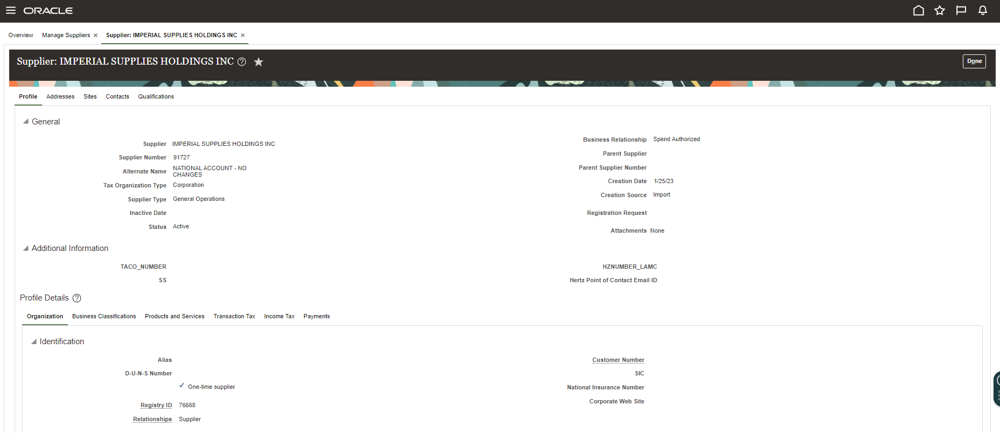 ORACLE
Overview Manage Suppliers × Supplier: IMPERIAL SUPPLIES HOLDINGS INC ×
Supplier: IMPERIAL SUPPLIES HOLDINGS INC ?
Done
Profile Addresses Sites Contacts Qualifications
General
Supplier IMPERIAL SUPPLIES HOLDINGS INC
Supplier Number 91727
Alternate Name NATIONAL ACCOUNT - NO
CHANGES
Tax Organization Type Corporation
Supplier Type General Operations
Inactive Date
Status Active
Business Relationship Spend Authorized
Parent Supplier
Parent Supplier Number
Creation Date 1/25/23
Creation Source Import
Registration Request
Attachments None
Additional Information
TACO_NUMBER
SS
HZNUMBER_LAMC
Hertz Point of Contact Email ID
Profile Details ?
Organization Business Classifications Products and Services Transaction Tax Income Tax Payments
Identification
Alias
D-U-N-S Number
One-time supplier
Registry ID 76668
Relationships Supplier
Customer Number
SIC
National Insurance Number
Corporate Web Site